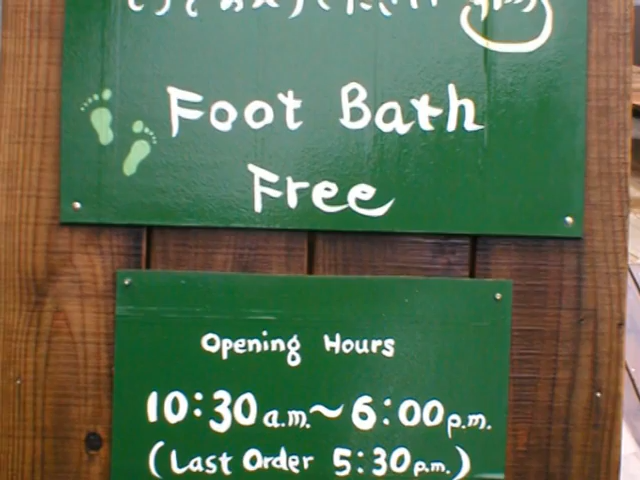 Foot Bath
Free
Opening Hours
10:30 a.m.~6:00 p.m.
(Last Order 5:30 p.m.)